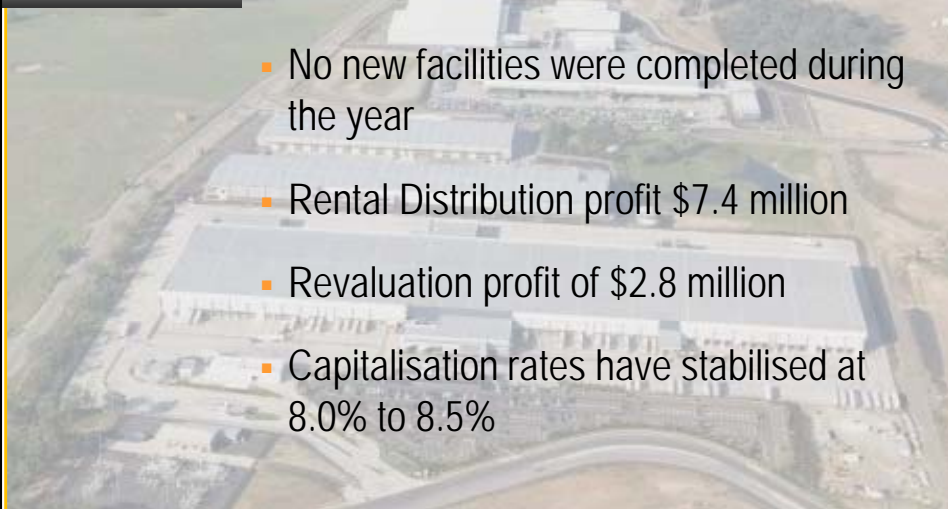 ▪ No new facilities were completed during
the year
▪ Rental Distribution profit $7.4 million
▪ Revaluation profit of $2.8 million
▪ Capitalisation rates have stabilised at
8.0% to 8.5%